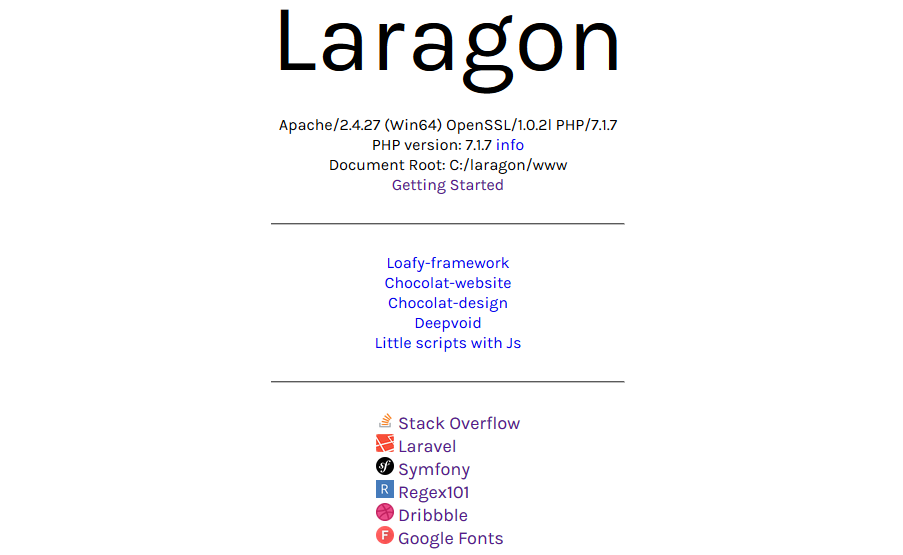 Laragon
Apache/2.4.27 (Win64) OpenSSL/1.0.2l PHP/7.1.7
PHP version: 7.1.7 info
Document Root: C:/laragon/www
Getting Started
Loafy-framework
Chocolat-website
Chocolat-design
Deepvoid
Little scripts with Js
Stack Overflow
Laravel
sf Symfony
R Regex101
Dribbble
F Google Fonts